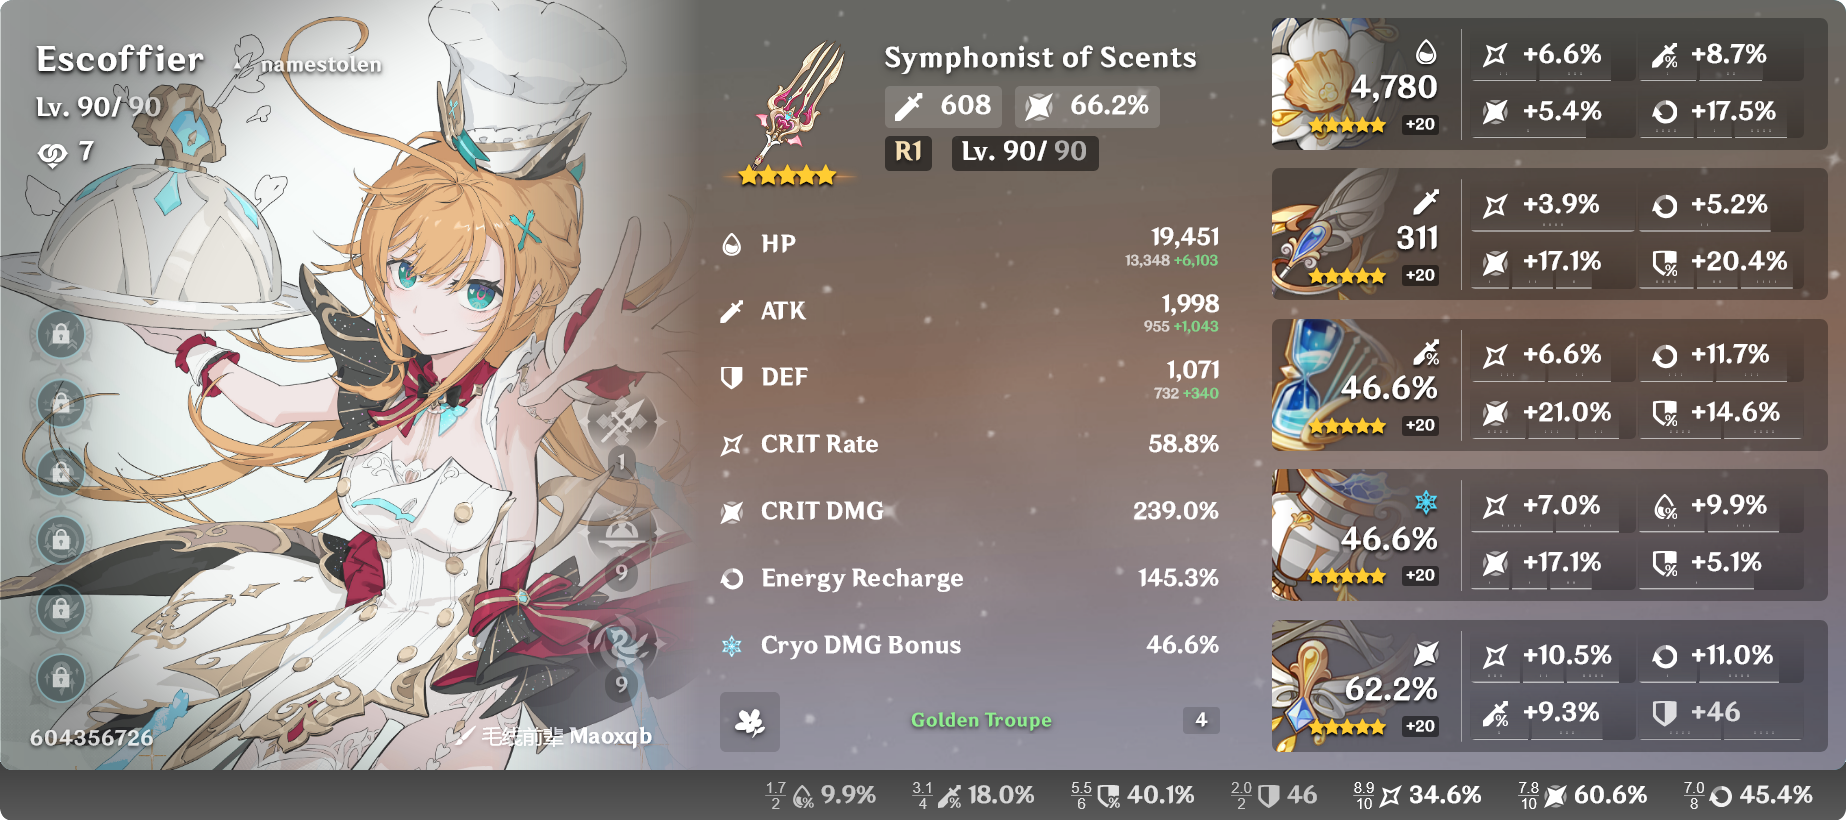 Escoffier
namestolen
Lv. 90/ 90
7
1
9
9
604356726
毛线前辈 Maoxqb
Symphonist of Scents
608 66.2%
R1 Lv. 90/ 90
HP 19,451
13,348 +6,103
ATK 1,998
955 +1,043
DEF 1,071
732 +340
CRIT Rate 58.8%
CRIT DMG 239.0%
Energy Recharge 145.3%
Cryo DMG Bonus 46.6%
Golden Troupe 4
4,780
+20
+6.6% +8.7%
+5.4% +17.5%
311
+20
+3.9% +5.2%
+17.1% +20.4%
46.6%
+20
+6.6% +11.7%
+21.0% +14.6%
46.6%
+20
+7.0% +9.9%
+17.1% +5.1%
62.2%
+20
+10.5% +11.0%
+9.3% +46
1.7/2 9.9% 3.1/4 18.0% 5.5/6 40.1% 2.0/2 46 8.9/10 34.6% 7.8/10 60.6% 7.0/8 45.4%